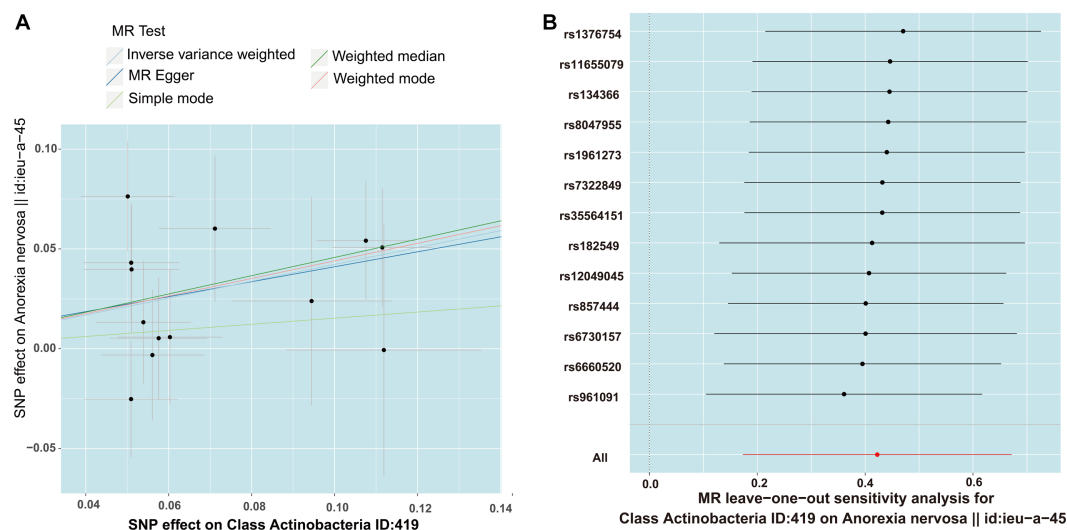 A
MR Test
Inverse variance weighted
MR Egger
Simple mode
Weighted median
Weighted mode
SNP effect on Anorexia nervosa || id:ieu−a−45
0.10
0.05
0.00
−0.05
0.04 0.06 0.08 0.10 0.12 0.14
SNP effect on Class Actinobacteria ID:419
B
rs1376754
rs11655079
rs134366
rs8047955
rs1961273
rs7322849
rs35564151
rs182549
rs12049045
rs857444
rs6730157
rs6660520
rs961091
All
0.0 0.2 0.4 0.6
MR leave−one−out sensitivity analysis for
Class Actinobacteria ID:419 on Anorexia nervosa || id:ieu−a−45